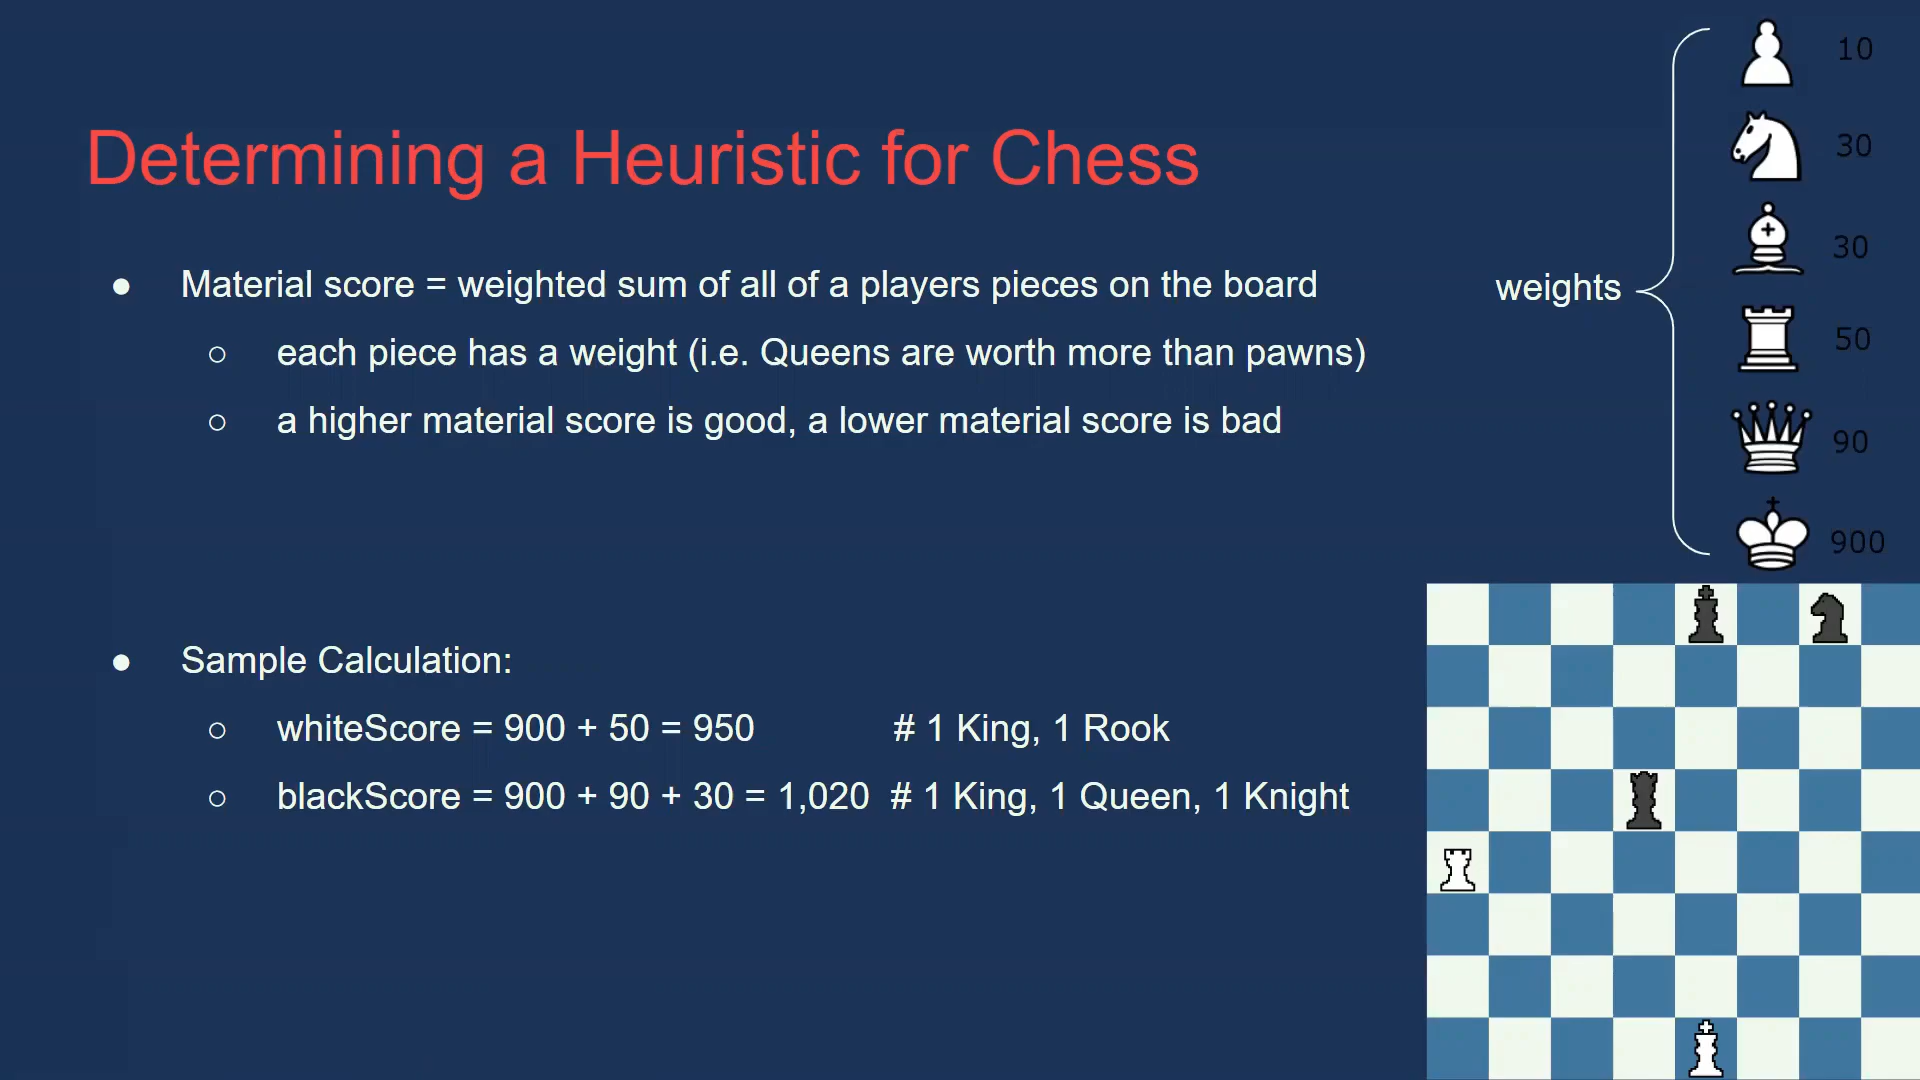 Determining a Heuristic for Chess
● Material score = weighted sum of all of a players pieces on the board
○ each piece has a weight (i.e. Queens are worth more than pawns)
○ a higher material score is good, a lower material score is bad
● Sample Calculation:
○ whiteScore = 900 + 50 = 950 # 1 King, 1 Rook
○ blackScore = 900 + 90 + 30 = 1,020 # 1 King, 1 Queen, 1 Knight
weights
10
30
30
50
90
900